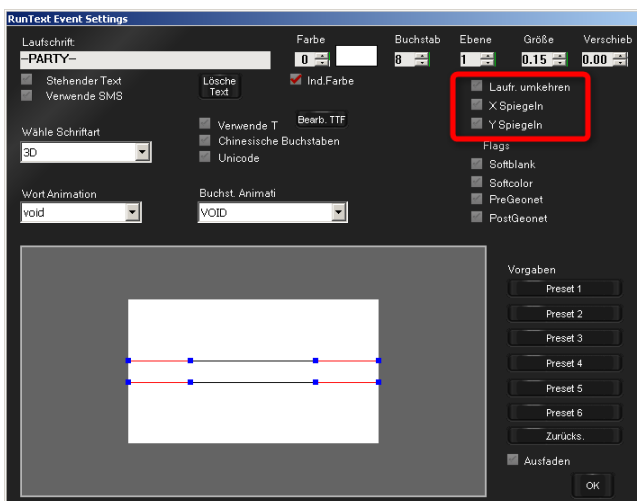 RunText Event Settings
Laufschrift:
Farbe
Buchstab
Ebene
Größe
Verschieb
–PARTY–
0
8
1
0.15
0.00
Stehender Text
Verwende SMS
Lösche
Text
Ind.Farbe
Laufr. umkehren
X Spiegeln
Y Spiegeln
Wähle Schriftart
3D
Verwende T
Bearb. TTF
Chinesische Buchstaben
Unicode
Flags
Softblank
Softcolor
PreGeonet
PostGeonet
Wort Animation
void
Buchst. Animati
VOID
Vorgaben
Preset 1
Preset 2
Preset 3
Preset 4
Preset 5
Preset 6
Zurücks.
Ausfaden
OK